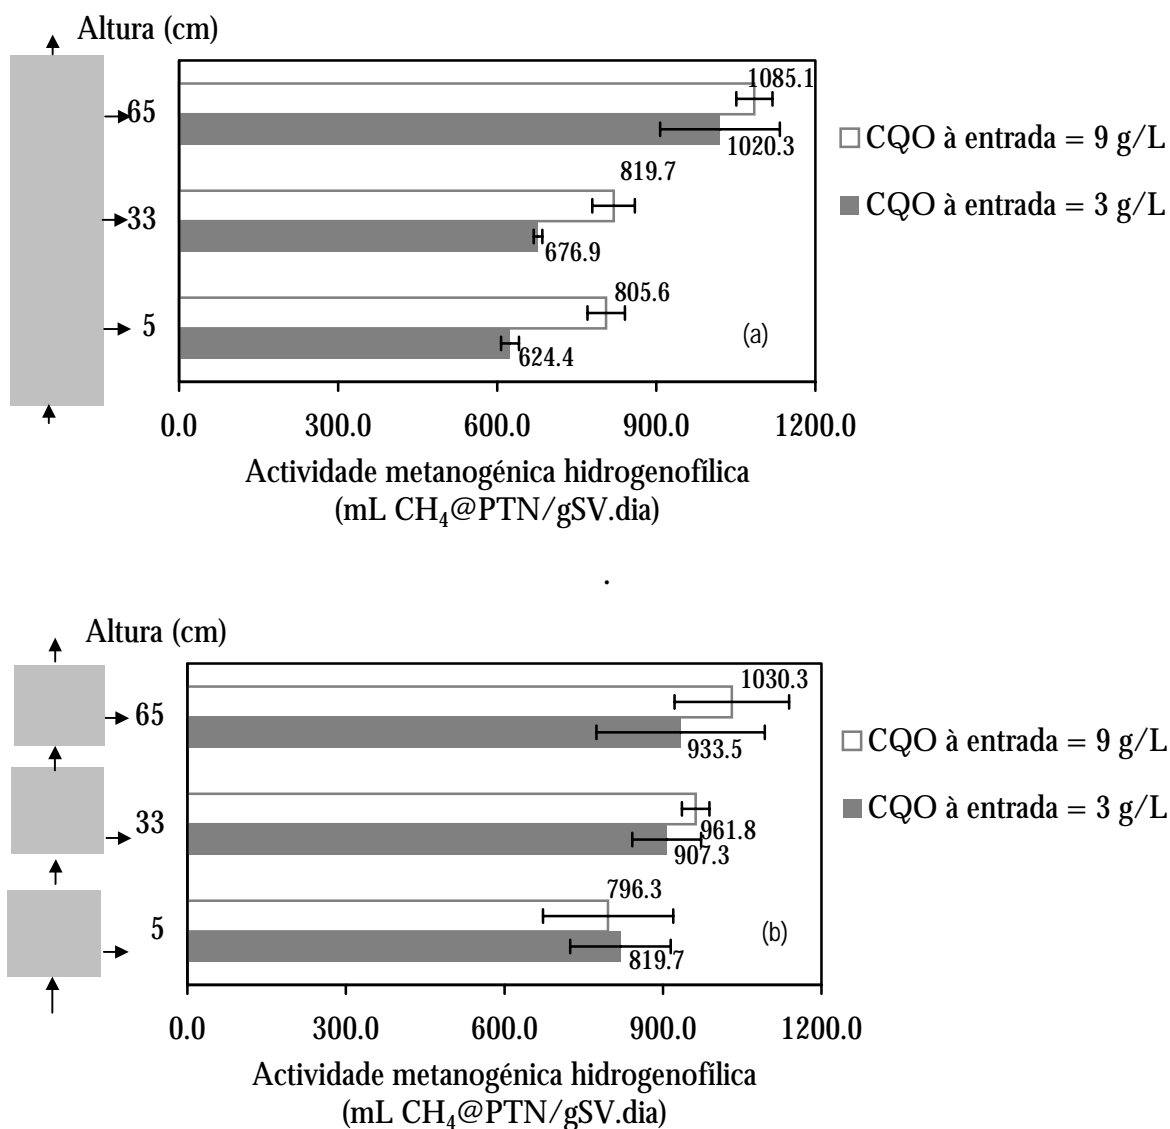 Altura (cm)
1085.1
65
1020.3
CQO à entrada = 9 g/L
819.7
33
CQO à entrada = 3 g/L
676.9
805.6
5
(a)
624.4
0.0 300.0 600.0 900.0 1200.0
Actividade metanogénica hidrogenofílica
(mL CH₄@PTN/gSV.dia)
.
Altura (cm)
1030.3
65
933.5
CQO à entrada = 9 g/L
CQO à entrada = 3 g/L
33
961.8
907.3
796.3
5
(b)
819.7
0.0 300.0 600.0 900.0 1200.0
Actividade metanogénica hidrogenofílica
(mL CH₄@PTN/gSV.dia)